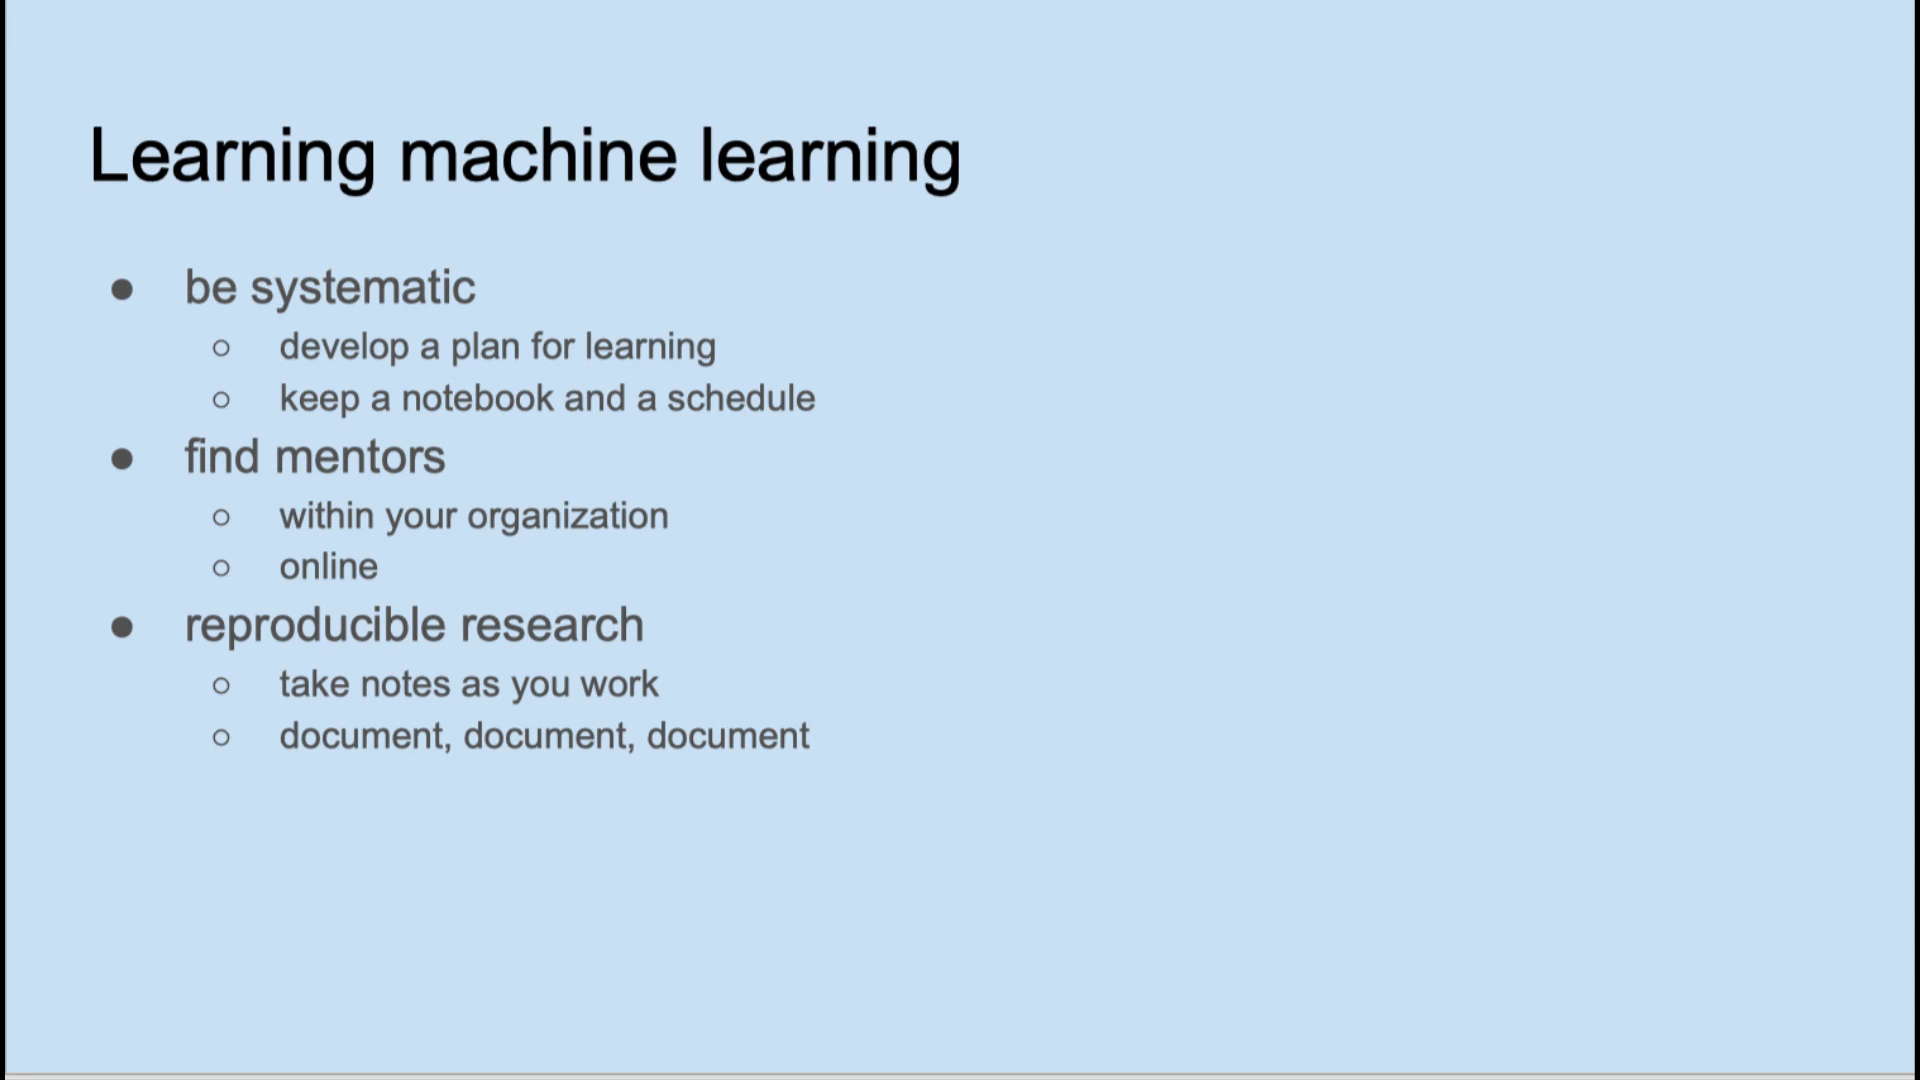 Learning machine learning
● be systematic
○ develop a plan for learning
○ keep a notebook and a schedule
● find mentors
○ within your organization
○ online
● reproducible research
○ take notes as you work
○ document, document, document